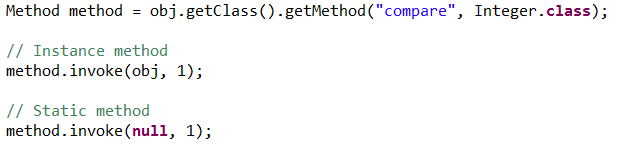 Method method = obj.getClass().getMethod("compare", Integer.class);
// Instance method
method.invoke(obj, 1);
// Static method
method.invoke(null, 1);